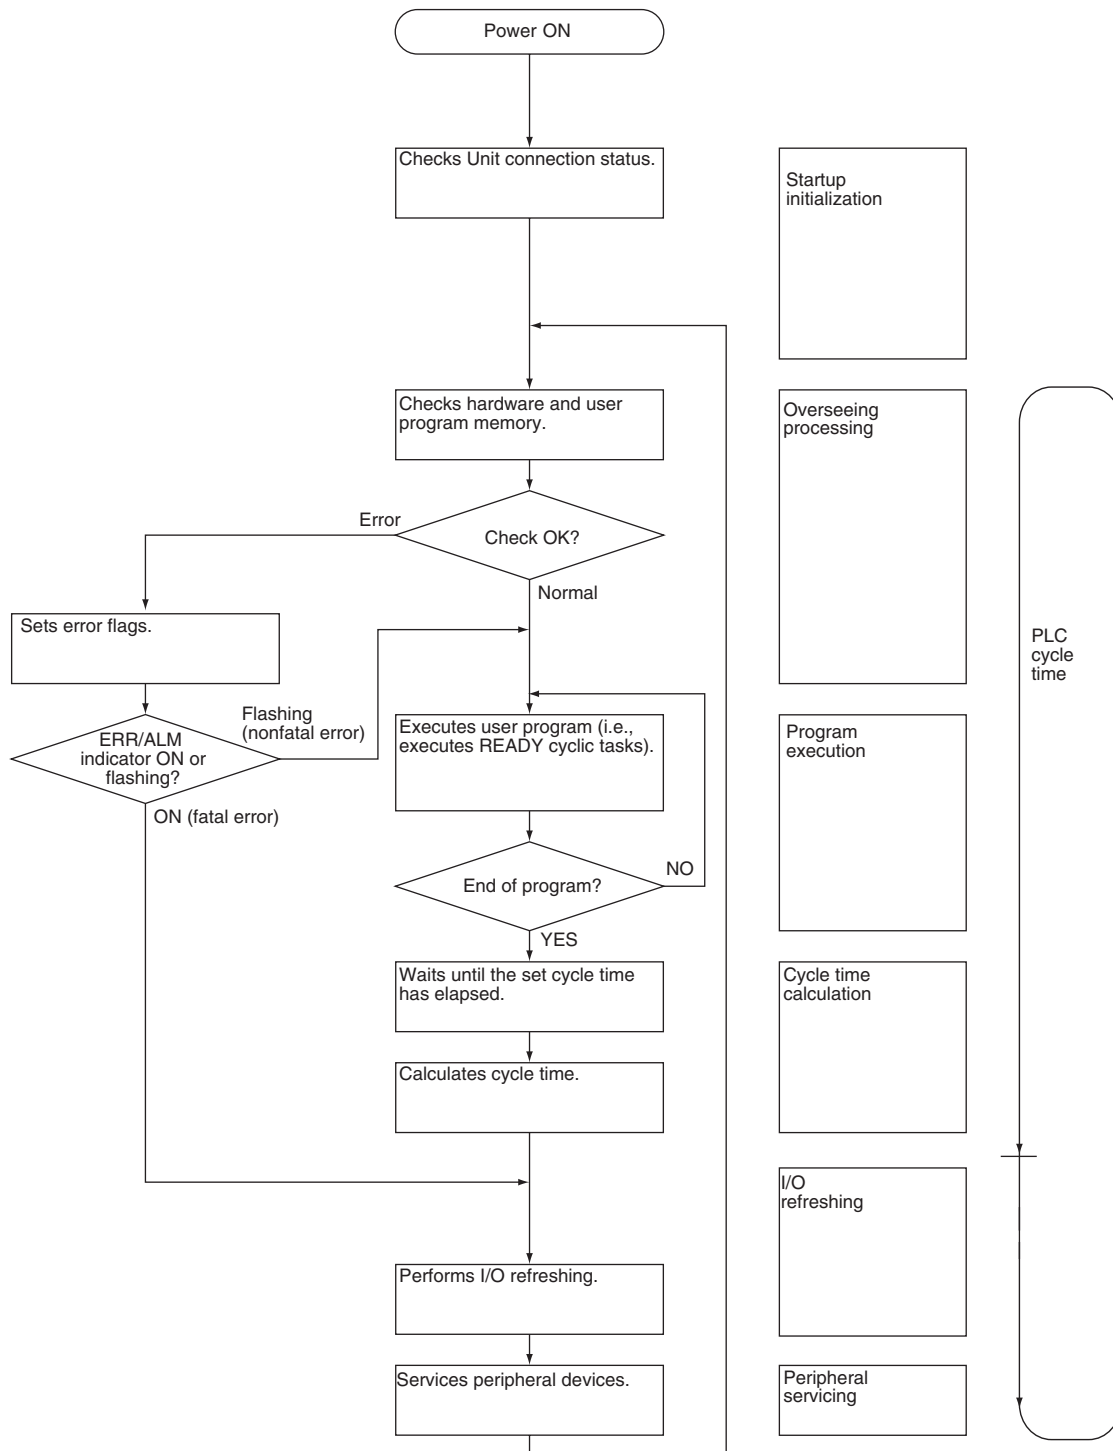 Power ON
Checks Unit connection status.
Startup
initialization
Checks hardware and user
program memory.
Overseeing
processing
Error
Check OK?
Normal
Sets error flags.
PLC
cycle
time
Flashing
(nonfatal error)
ERR/ALM
indicator ON or
flashing?
Executes user program (i.e.,
executes READY cyclic tasks).
Program
execution
ON (fatal error)
End of program?
NO
YES
Waits until the set cycle time
has elapsed.
Cycle time
calculation
Calculates cycle time.
I/O
refreshing
Performs I/O refreshing.
Services peripheral devices.
Peripheral
servicing